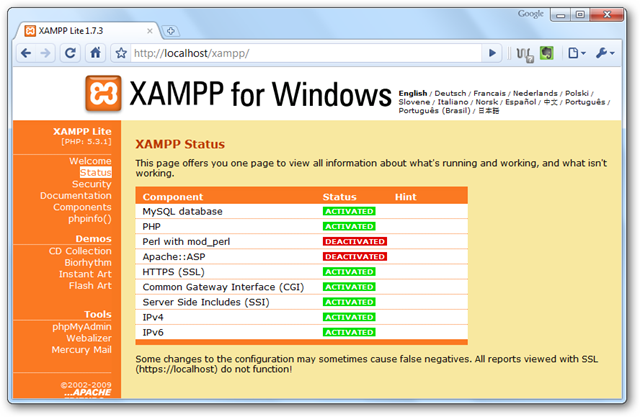 Google
XAMPP Lite 1.7.3
http://localhost/xampp/
XAMPP for Windows
English / Deutsch / Francais / Nederlands / Polski /
Slovene / Italiano / Norsk / Español / 中文 / Português /
Português (Brasil) / 日本語
XAMPP Lite
[PHP: 5.3.1]
Welcome
Status
Security
Documentation
Components
phpinfo()
Demos
CD Collection
Biorhythm
Instant Art
Flash Art
Tools
phpMyAdmin
Webalizer
Mercury Mail
©2002-2009
...APACHE
XAMPP Status
This page offers you one page to view all information about what's running and working, and what isn't
working.
Component Status Hint
MySQL database ACTIVATED
PHP ACTIVATED
Perl with mod_perl DEACTIVATED
Apache::ASP DEACTIVATED
HTTPS (SSL) ACTIVATED
Common Gateway Interface (CGI) ACTIVATED
Server Side Includes (SSI) ACTIVATED
IPv4 ACTIVATED
IPv6 ACTIVATED
Some changes to the configuration may sometimes cause false negatives. All reports viewed with SSL
(https://localhost) do not function!